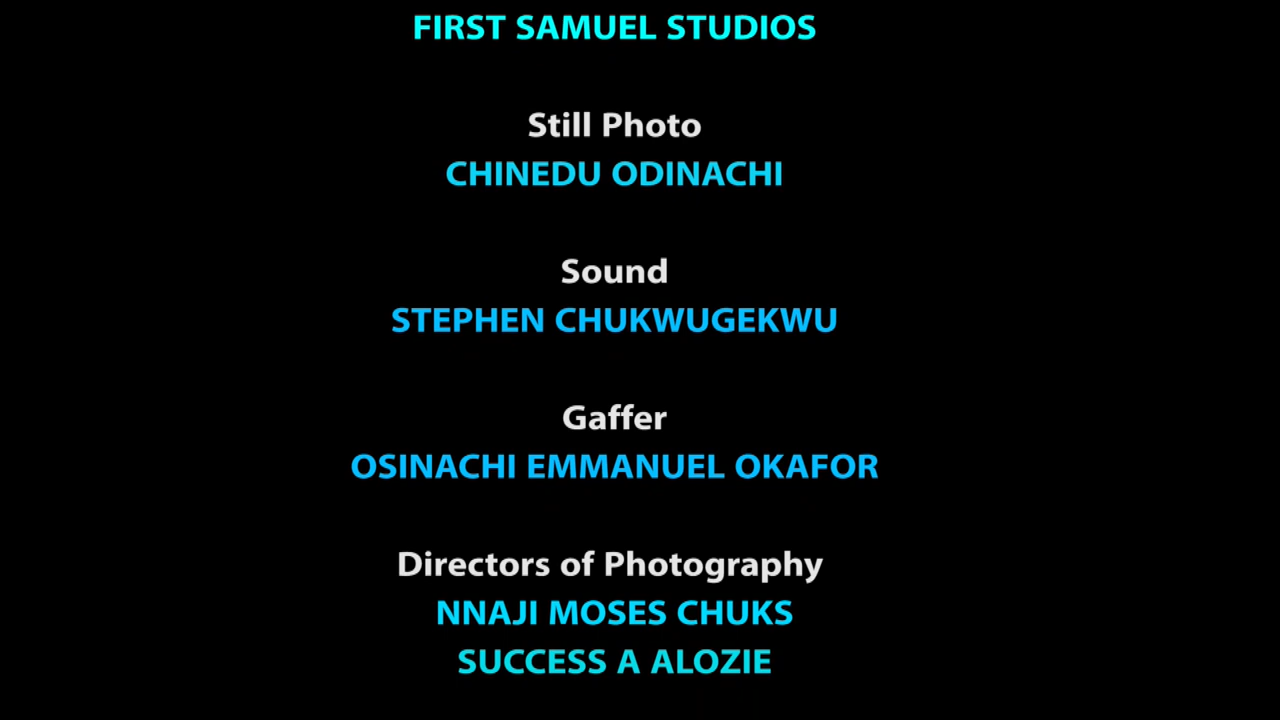 FIRST SAMUEL STUDIOS
Still Photo
CHINEDU ODINACHI
Sound
STEPHEN CHUKWUGEKWU
Gaffer
OSINACHI EMMANUEL OKAFOR
Directors of Photography
NNAJI MOSES CHUKS
SUCCESS A ALOZIE